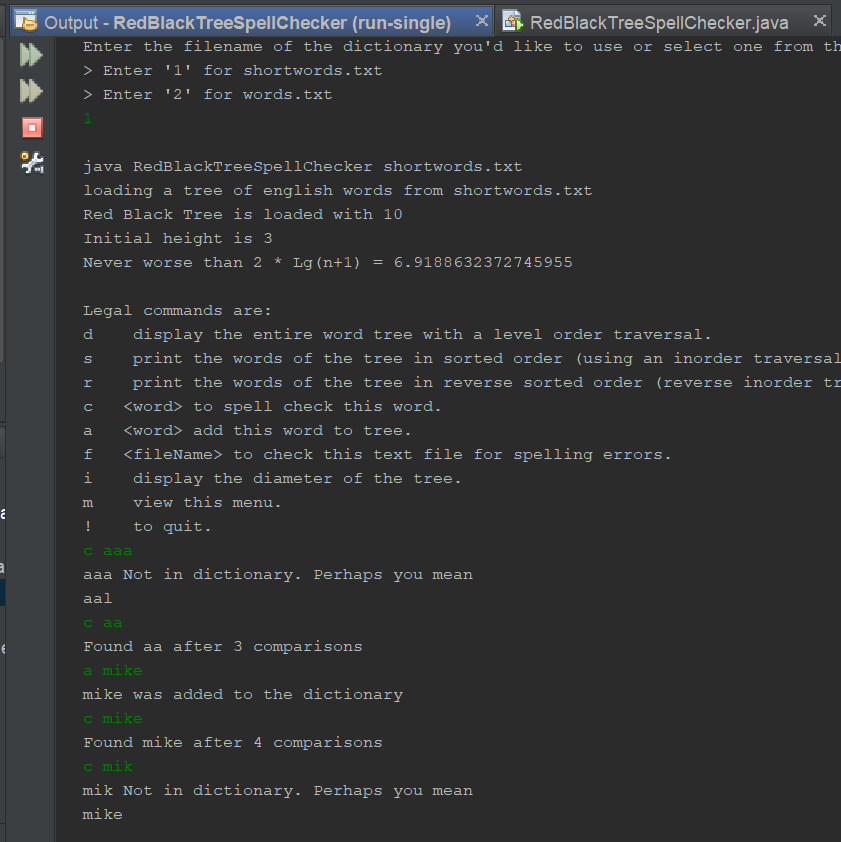 Output - RedBlackTreeSpellChecker (run-single)
RedBlackTreeSpellChecker.java
Enter the filename of the dictionary you'd like to use or select one from th
> Enter '1' for shortwords.txt
> Enter '2' for words.txt
1
java RedBlackTreeSpellChecker shortwords.txt
loading a tree of english words from shortwords.txt
Red Black Tree is loaded with 10
Initial height is 3
Never worse than 2 * Lg(n+1) = 6.9188632372745955
Legal commands are:
d    display the entire word tree with a level order traversal.
s    print the words of the tree in sorted order (using an inorder traversal
r    print the words of the tree in reverse sorted order (reverse inorder tr
c   <word> to spell check this word.
a   <word> add this word to tree.
f   <fileName> to check this text file for spelling errors.
i    display the diameter of the tree.
m    view this menu.
!    to quit.
c aaa
aaa Not in dictionary. Perhaps you mean
aal
c aa
Found aa after 3 comparisons
a mike
mike was added to the dictionary
c mike
Found mike after 4 comparisons
c mik
mik Not in dictionary. Perhaps you mean
mike